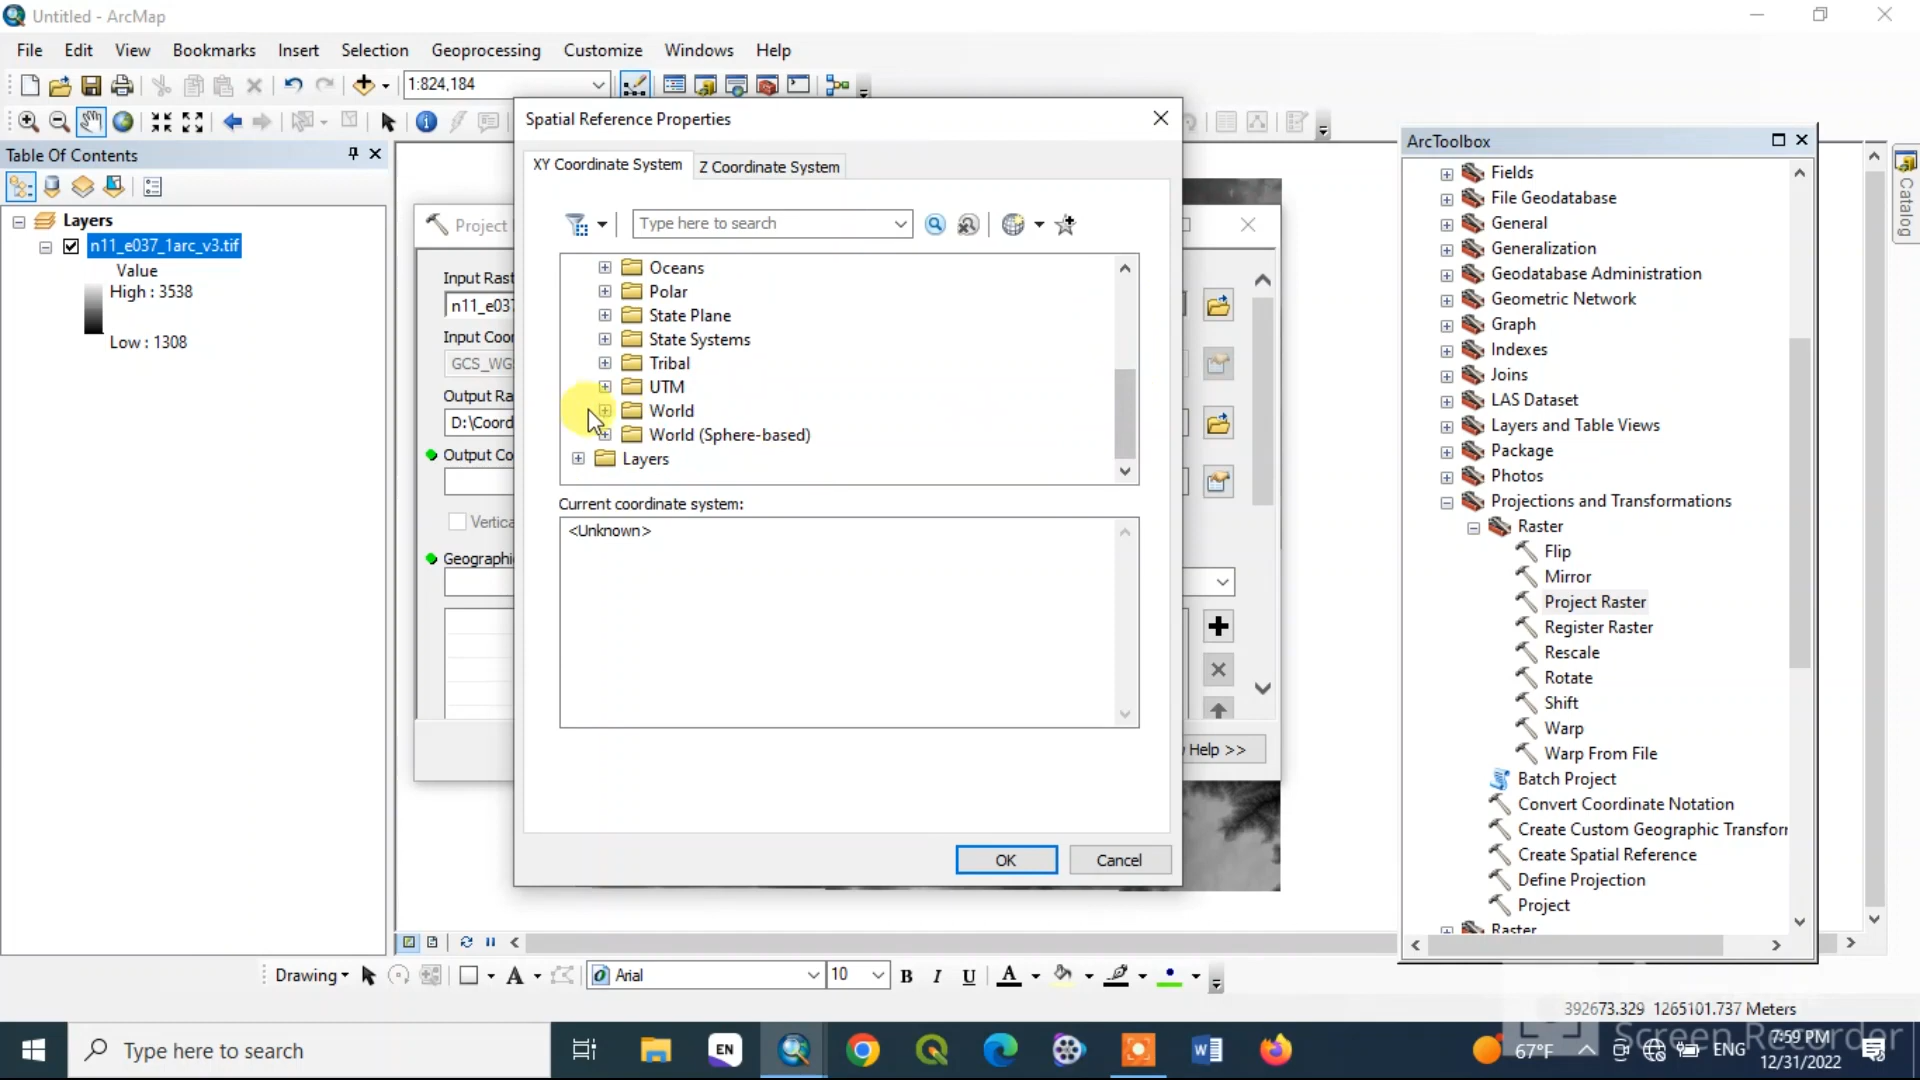 Untitled - ArcMap
File Edit View Bookmarks Insert Selection Geoprocessing Customize Windows Help
1:824,184
Table Of Contents
Layers
n11_e037_1arc_v3.tif
Value
High : 3538
Low : 1308
Project
Input Rast
n11_e037
Input Coor
GCS_WG
Output Ra
D:\Coord
Output Co
Vertica
Geographi
Help >>
Spatial Reference Properties
XY Coordinate System Z Coordinate System
Type here to search
Oceans
Polar
State Plane
State Systems
Tribal
UTM
World
World (Sphere-based)
Layers
Current coordinate system:
<Unknown>
OK Cancel
ArcToolbox
Fields
File Geodatabase
General
Generalization
Geodatabase Administration
Geometric Network
Graph
Indexes
Joins
LAS Dataset
Layers and Table Views
Package
Photos
Projections and Transformations
Raster
Flip
Mirror
Project Raster
Register Raster
Rescale
Rotate
Shift
Warp
Warp From File
Batch Project
Convert Coordinate Notation
Create Custom Geographic Transfor
Create Spatial Reference
Define Projection
Project
Raster
Catalog
Drawing Arial 10 B I U A
392673.329 1265101.737 Meters
Screen Recorder
Type here to search
EN
67°F ENG 7:59 PM
12/31/2022